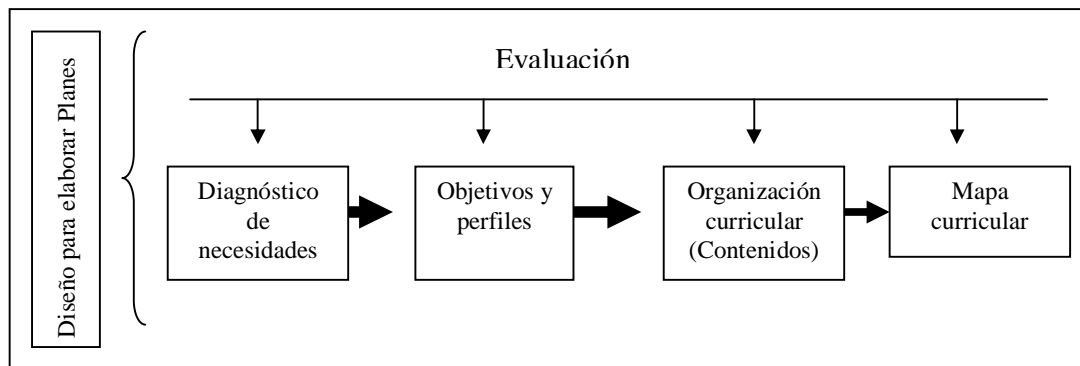 Diseño para elaborar Planes
Evaluación
Diagnóstico
de
necesidades
Objetivos y
perfiles
Organización
curricular
(Contenidos)
Mapa
curricular